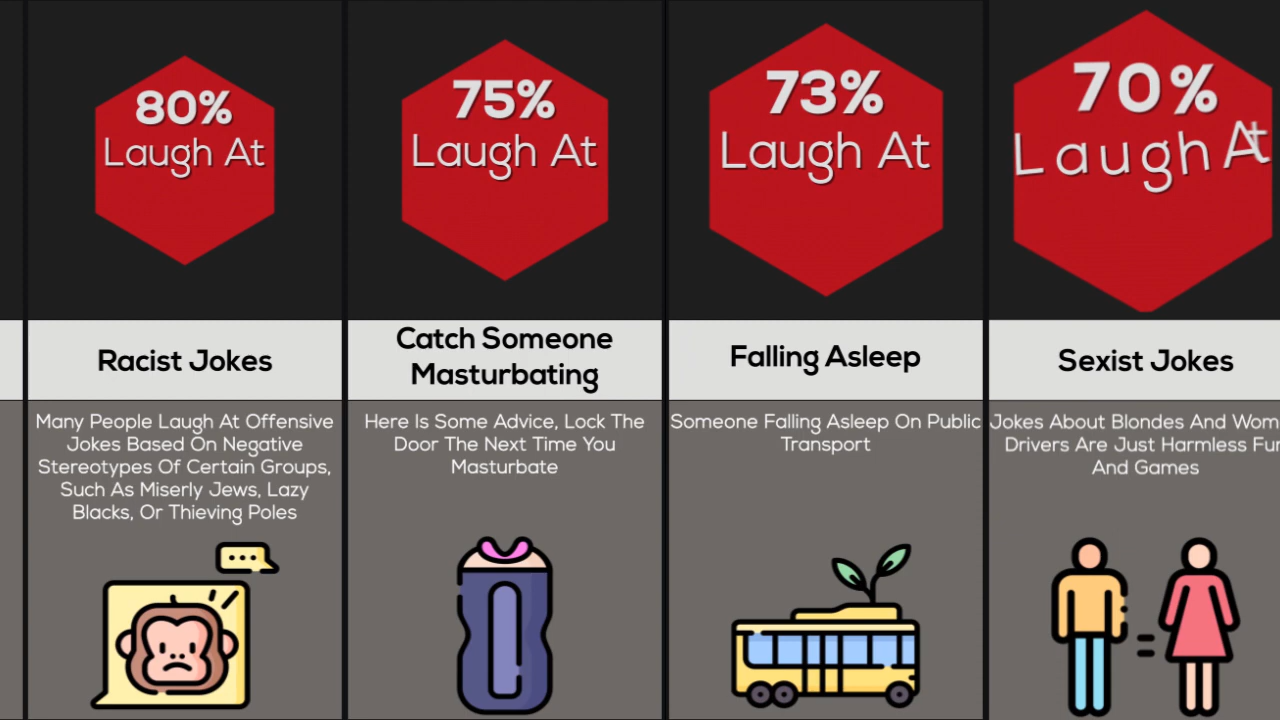 80%
Laugh At
Racist Jokes
Many People Laugh At Offensive
Jokes Based On Negative
Stereotypes Of Certain Groups,
Such As Miserly Jews, Lazy
Blacks, Or Thieving Poles
75%
Laugh At
Catch Someone
Masturbating
Here Is Some Advice, Lock The
Door The Next Time You
Masturbate
73%
Laugh At
Falling Asleep
Someone Falling Asleep On Public
Transport
70%
Laugh At
Sexist Jokes
Jokes About Blondes And Wom
Drivers Are Just Harmless Fun
And Games